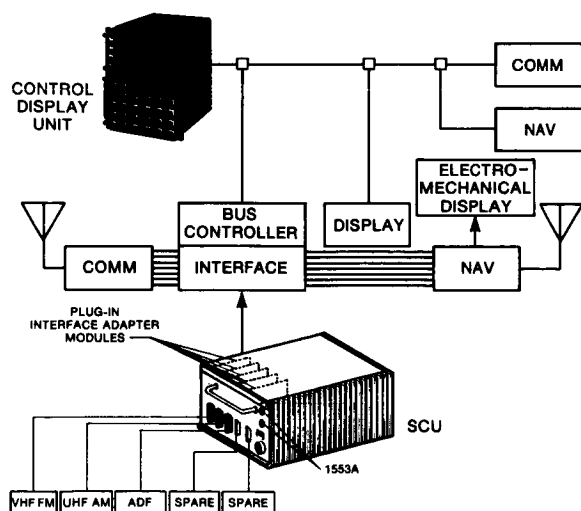 CONTROL
DISPLAY
UNIT
COMM
NAV
ELECTRO-
MECHANICAL
DISPLAY
BUS
CONTROLLER
DISPLAY
COMM
INTERFACE
NAV
PLUG-IN
INTERFACE ADAPTER
MODULES
SCU
1553A
VHF FM
UHF AM
ADF
SPARE
SPARE